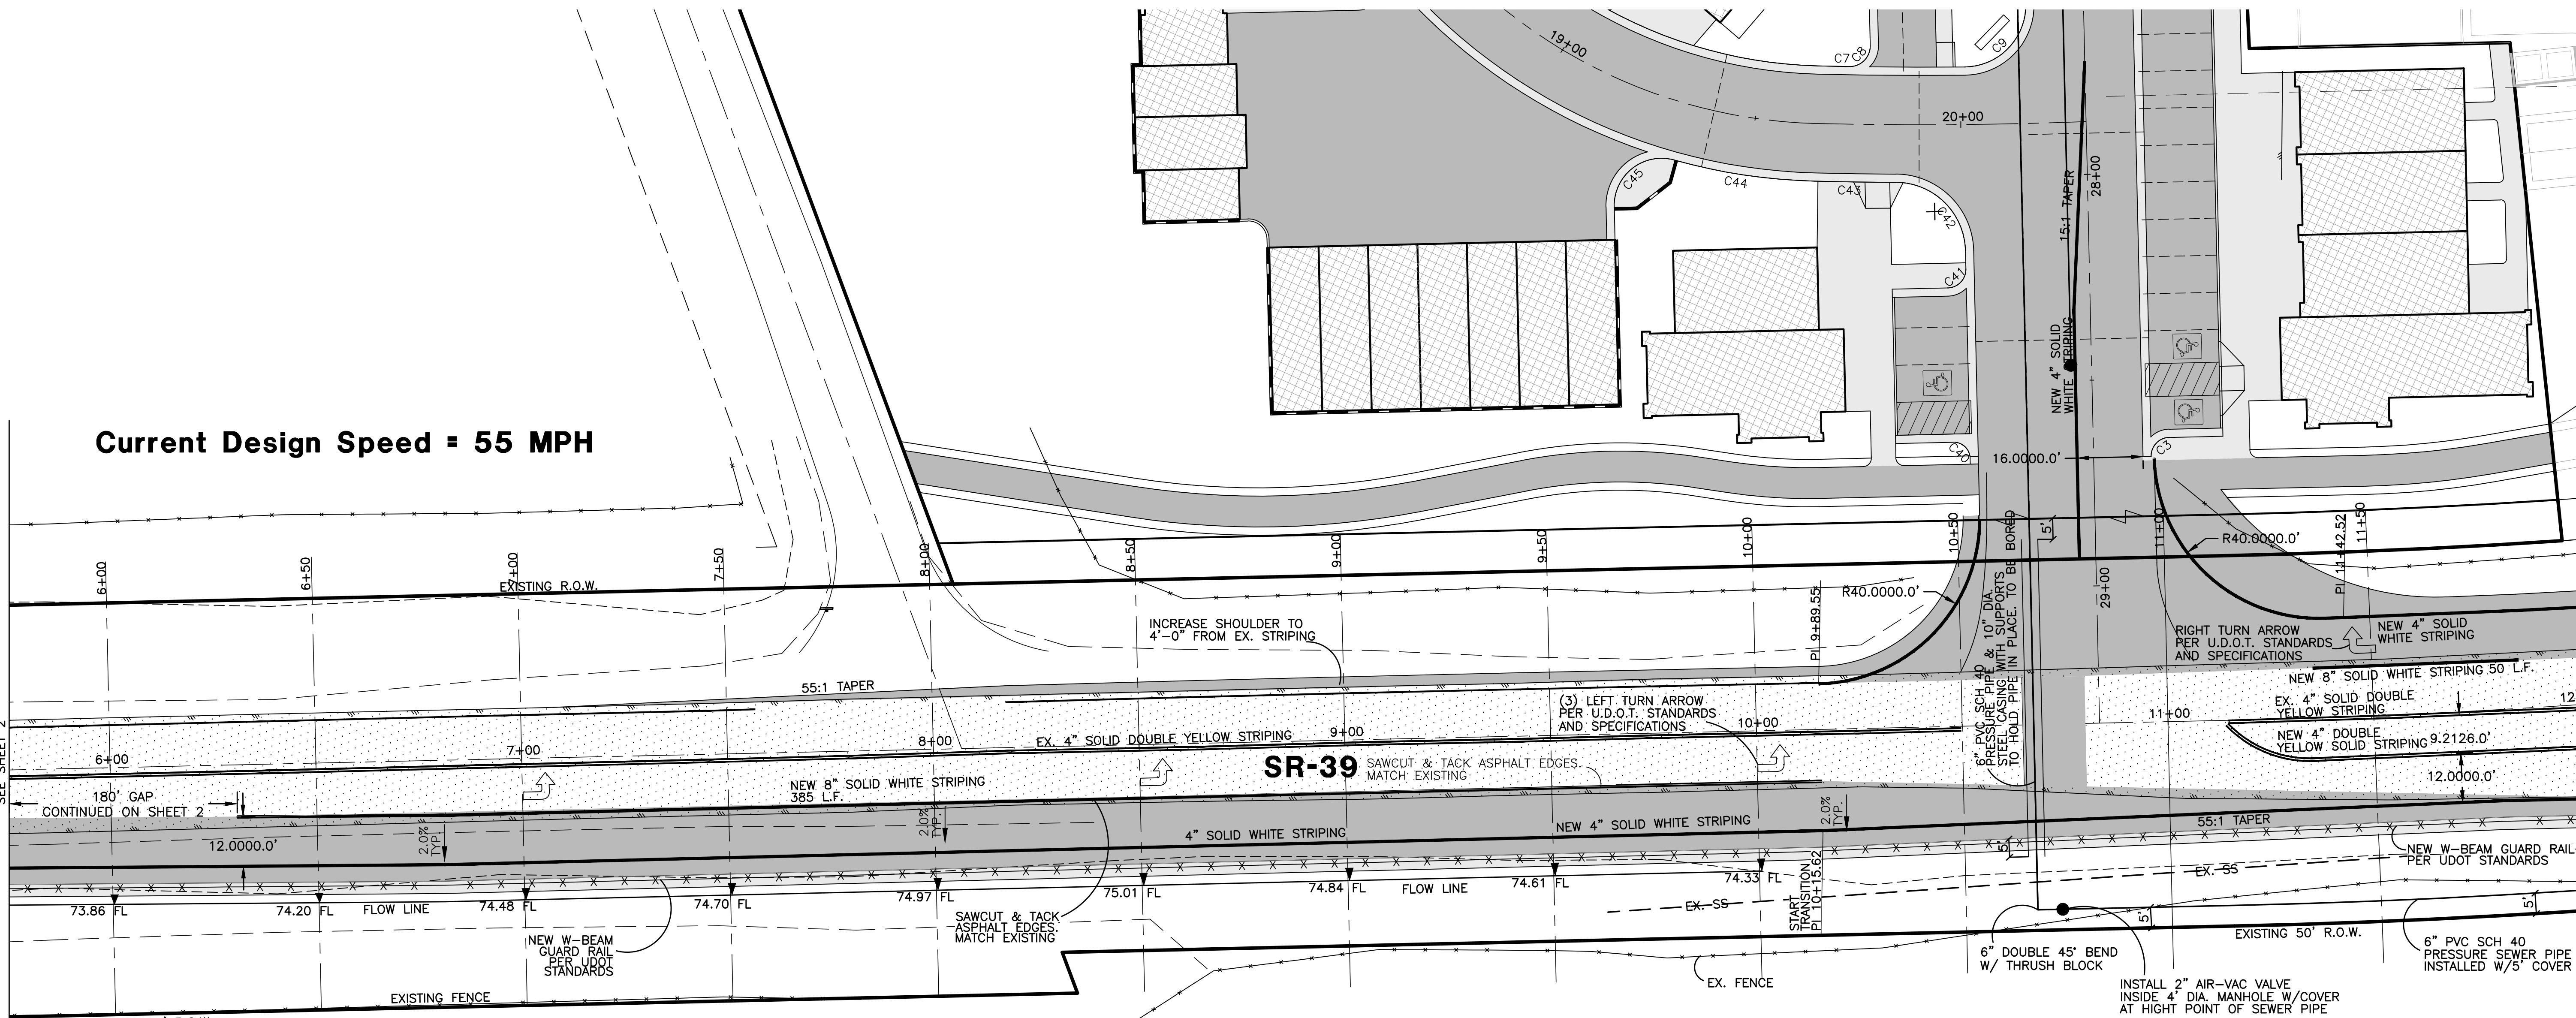 19+00
C7
C8
C9
20+00
C45
C44
C43
C42
C41
C40
C3
15:1 TAPER
28+00
NEW 4" SOLID
WHITE STRIPING
16.0000.0'
Current Design Speed = 55 MPH
6+00
6+50
7+00
7+50
8+00
8+50
9+00
9+50
10+00
10+50
11+00
PI 11+42.52
11+50
EXISTING R.O.W.
5'
R40.0000.0'
R40.0000.0'
PI 9+89.55
29+00
INCREASE SHOULDER TO
4'-0" FROM EX. STRIPING
6" PVC SCH 40
PRESSURE PIPE & 10" DIA.
STEEL CASING WITH SUPPORTS
TO HOLD PIPE IN PLACE. TO BE BORED
RIGHT TURN ARROW
PER U.D.O.T. STANDARDS
AND SPECIFICATIONS
NEW 4" SOLID
WHITE STRIPING
NEW 8" SOLID WHITE STRIPING 50 L.F.
55:1 TAPER
(3) LEFT TURN ARROW
PER U.D.O.T. STANDARDS
AND SPECIFICATIONS
EX. 4" SOLID DOUBLE
YELLOW STRIPING
NEW 4" DOUBLE
YELLOW SOLID STRIPING
9.2126.0'
12.0000.0'
12
6+00
7+00
8+00
9+00
10+00
11+00
EX. 4" SOLID DOUBLE YELLOW STRIPING
SR-39
SAWCUT & TACK ASPHALT EDGES.
MATCH EXISTING
SEE SHEET 2
180' GAP
CONTINUED ON SHEET 2
NEW 8" SOLID WHITE STRIPING
385 L.F.
12.0000.0'
2.0%
TYP.
2.0%
TYP.
2.0%
TYP.
4" SOLID WHITE STRIPING
NEW 4" SOLID WHITE STRIPING
55:1 TAPER
5'
NEW W-BEAM GUARD RAIL
PER UDOT STANDARDS
73.86 FL
74.20 FL
FLOW LINE
74.48 FL
74.70 FL
74.97 FL
75.01 FL
74.84 FL
FLOW LINE
74.61 FL
74.33 FL
START
TRANSITION
PI 10+15.62
EX. SS
EX. SS
SAWCUT & TACK
ASPHALT EDGES.
MATCH EXISTING
NEW W-BEAM
GUARD RAIL
PER UDOT
STANDARDS
EXISTING FENCE
EX. FENCE
6" DOUBLE 45° BEND
W/ THRUSH BLOCK
5'
5'
EXISTING 50' R.O.W.
6" PVC SCH 40
PRESSURE SEWER PIPE
INSTALLED W/5' COVER
INSTALL 2" AIR-VAC VALVE
INSIDE 4' DIA. MANHOLE W/COVER
AT HIGHT POINT OF SEWER PIPE